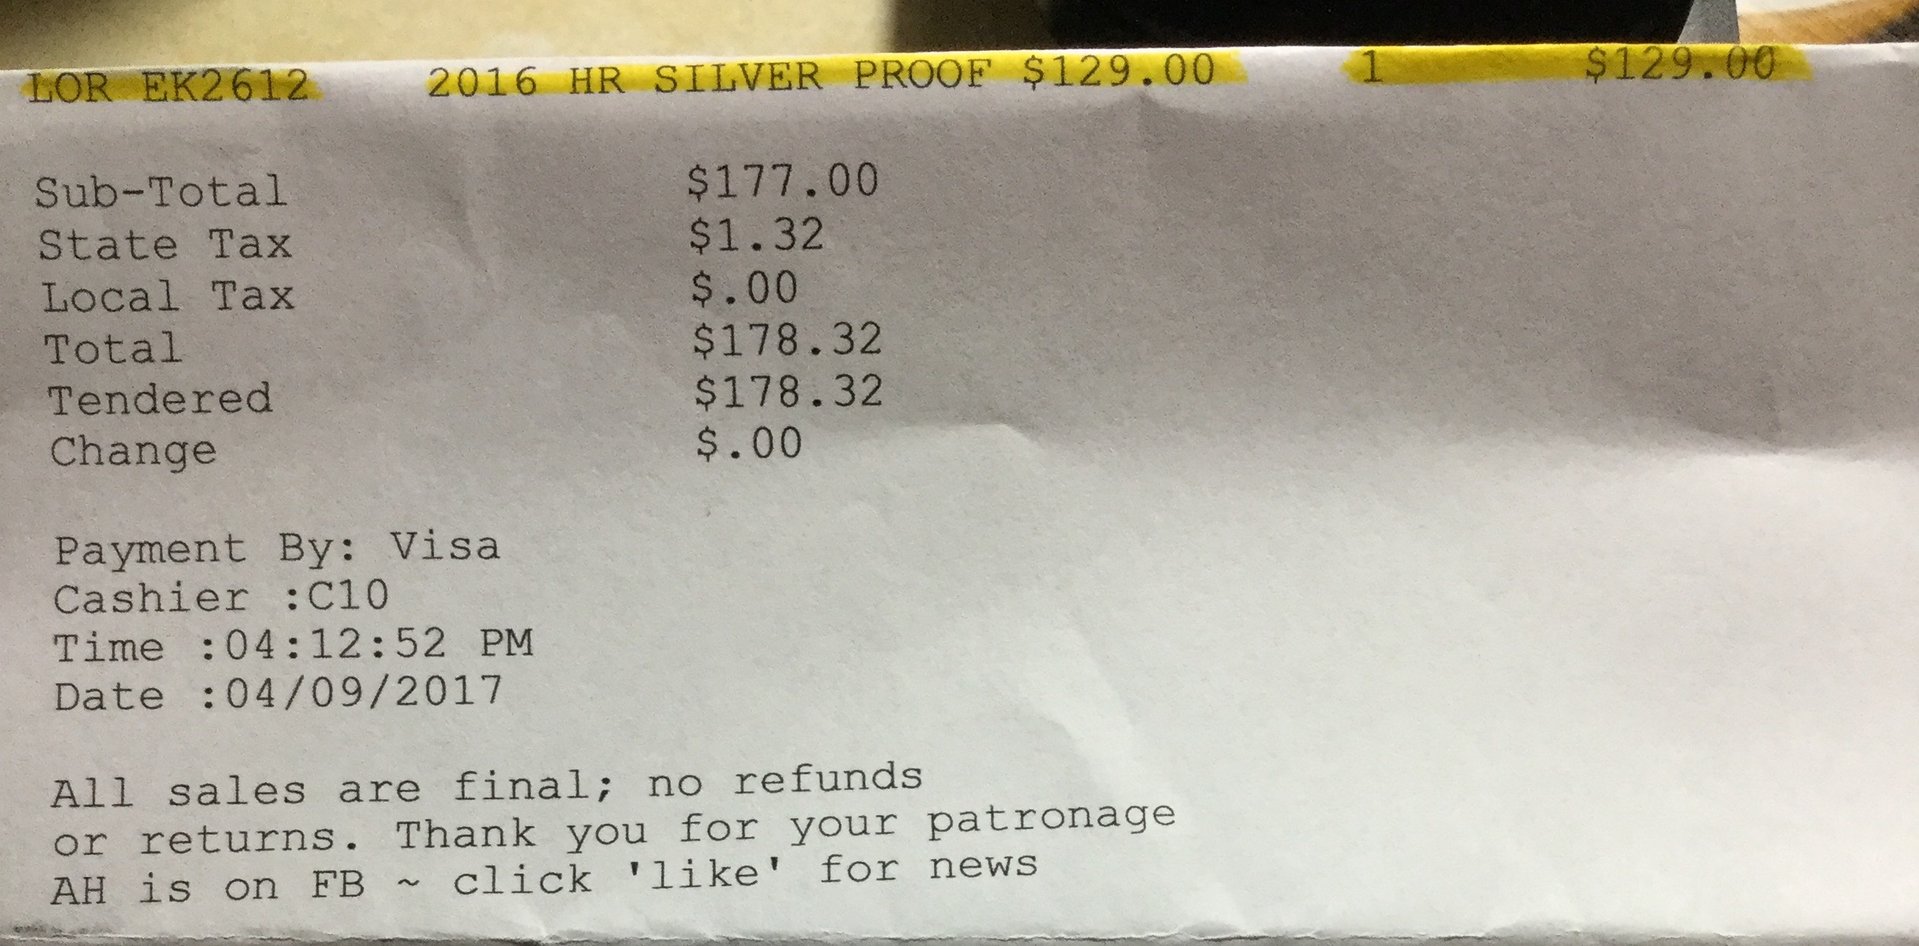 LOR EK2612 2016 HR SILVER PROOF $129.00 1 $129.00
Sub-Total $177.00
State Tax $1.32
Local Tax $.00
Total $178.32
Tendered $178.32
Change $.00
Payment By: Visa
Cashier :C10
Time :04:12:52 PM
Date :04/09/2017
All sales are final; no refunds
or returns. Thank you for your patronage
AH is on FB ~ click 'like' for news